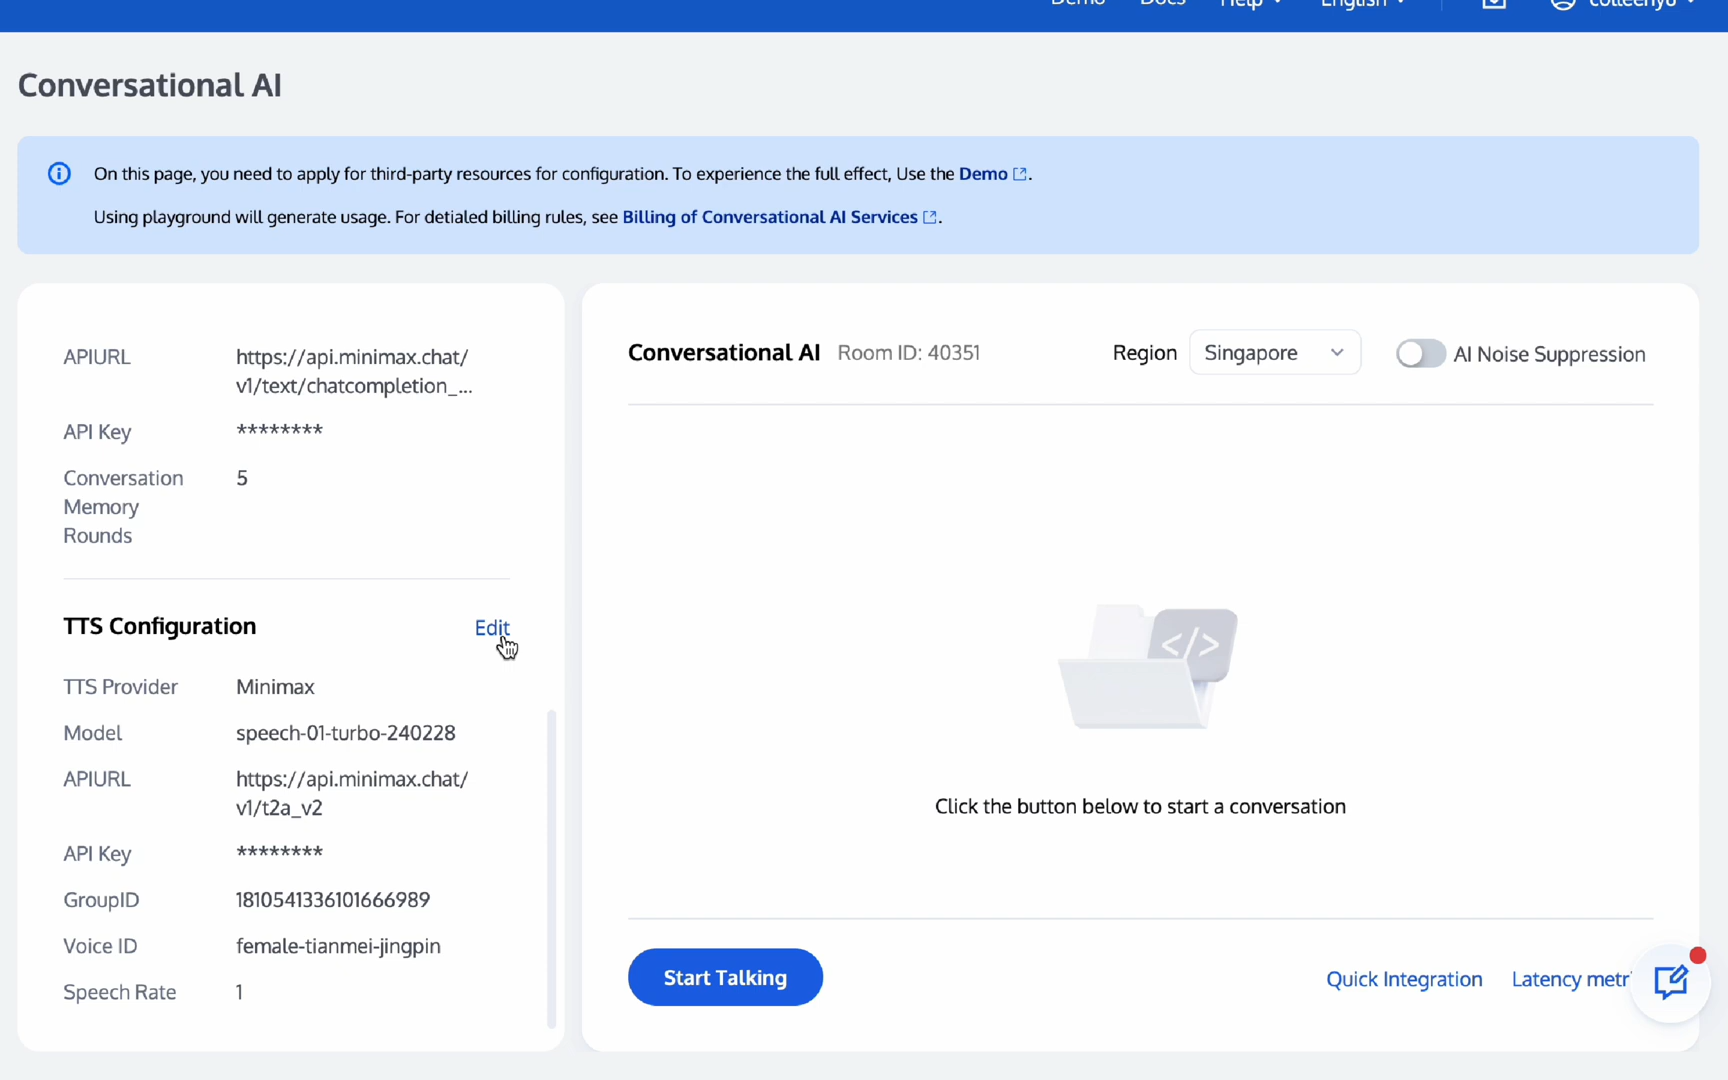 Demo Docs Help English colleenyu
Conversational AI
On this page, you need to apply for third-party resources for configuration. To experience the full effect, Use the Demo.
Using playground will generate usage. For detialed billing rules, see Billing of Conversational AI Services.
APIURL https://api.minimax.chat/
v1/text/chatcompletion_...
API Key ********
Conversation 5
Memory
Rounds
TTS Configuration Edit
TTS Provider Minimax
Model speech-01-turbo-240228
APIURL https://api.minimax.chat/
v1/t2a_v2
API Key ********
GroupID 1810541336101666989
Voice ID female-tianmei-jingpin
Speech Rate 1
Conversational AI Room ID: 40351 Region Singapore AI Noise Suppression
</>
Click the button below to start a conversation
Start Talking Quick Integration Latency metr